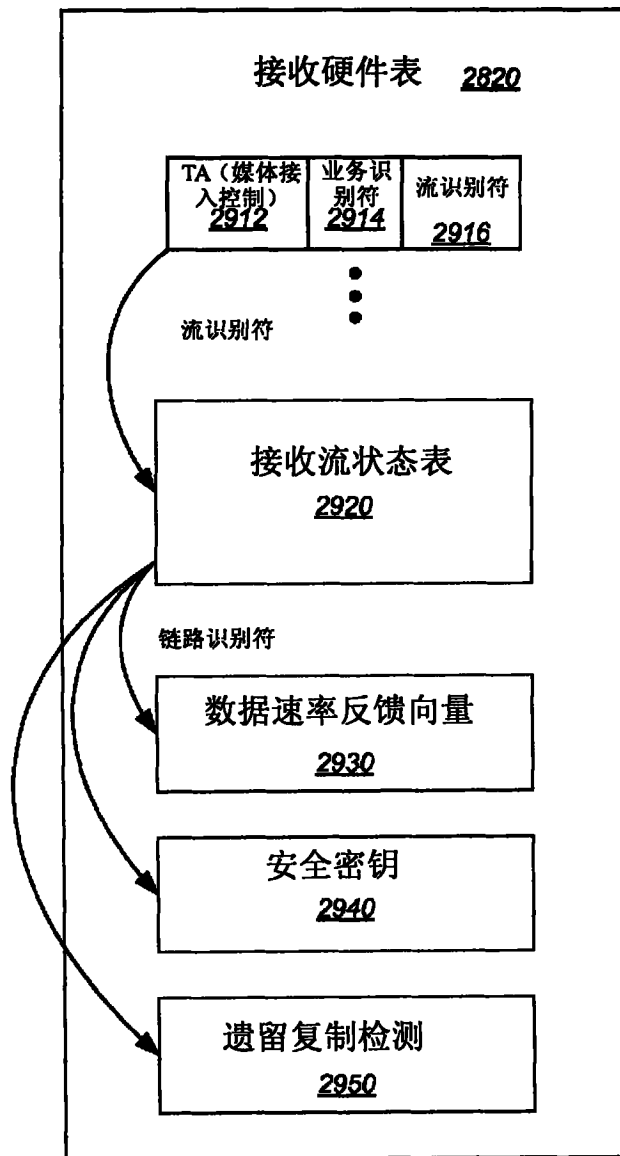 接收硬件表 2820
TA（媒体接
入控制）
2912
业务识
别符
2914
流识别符
2916
流识别符
接收流状态表
2920
链路识别符
数据速率反馈向量
2930
安全密钥
2940
遗留复制检测
2950